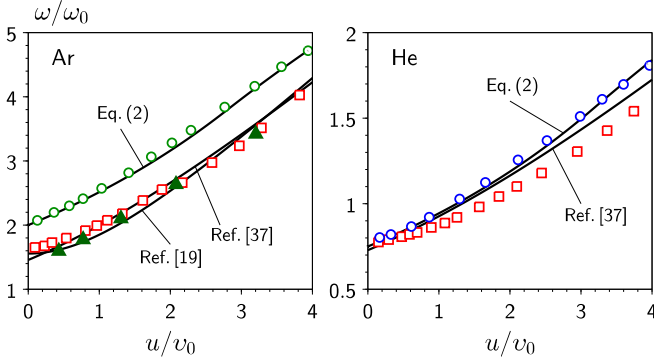 ω/ω₀
Ar
Eq. (2)
Ref. [19]
Ref. [37]
5
4
3
2
1
0 1 2 3 4
u/υ₀
He
Eq. (2)
Ref. [37]
2
1.5
1
0.5
0 1 2 3 4
u/υ₀